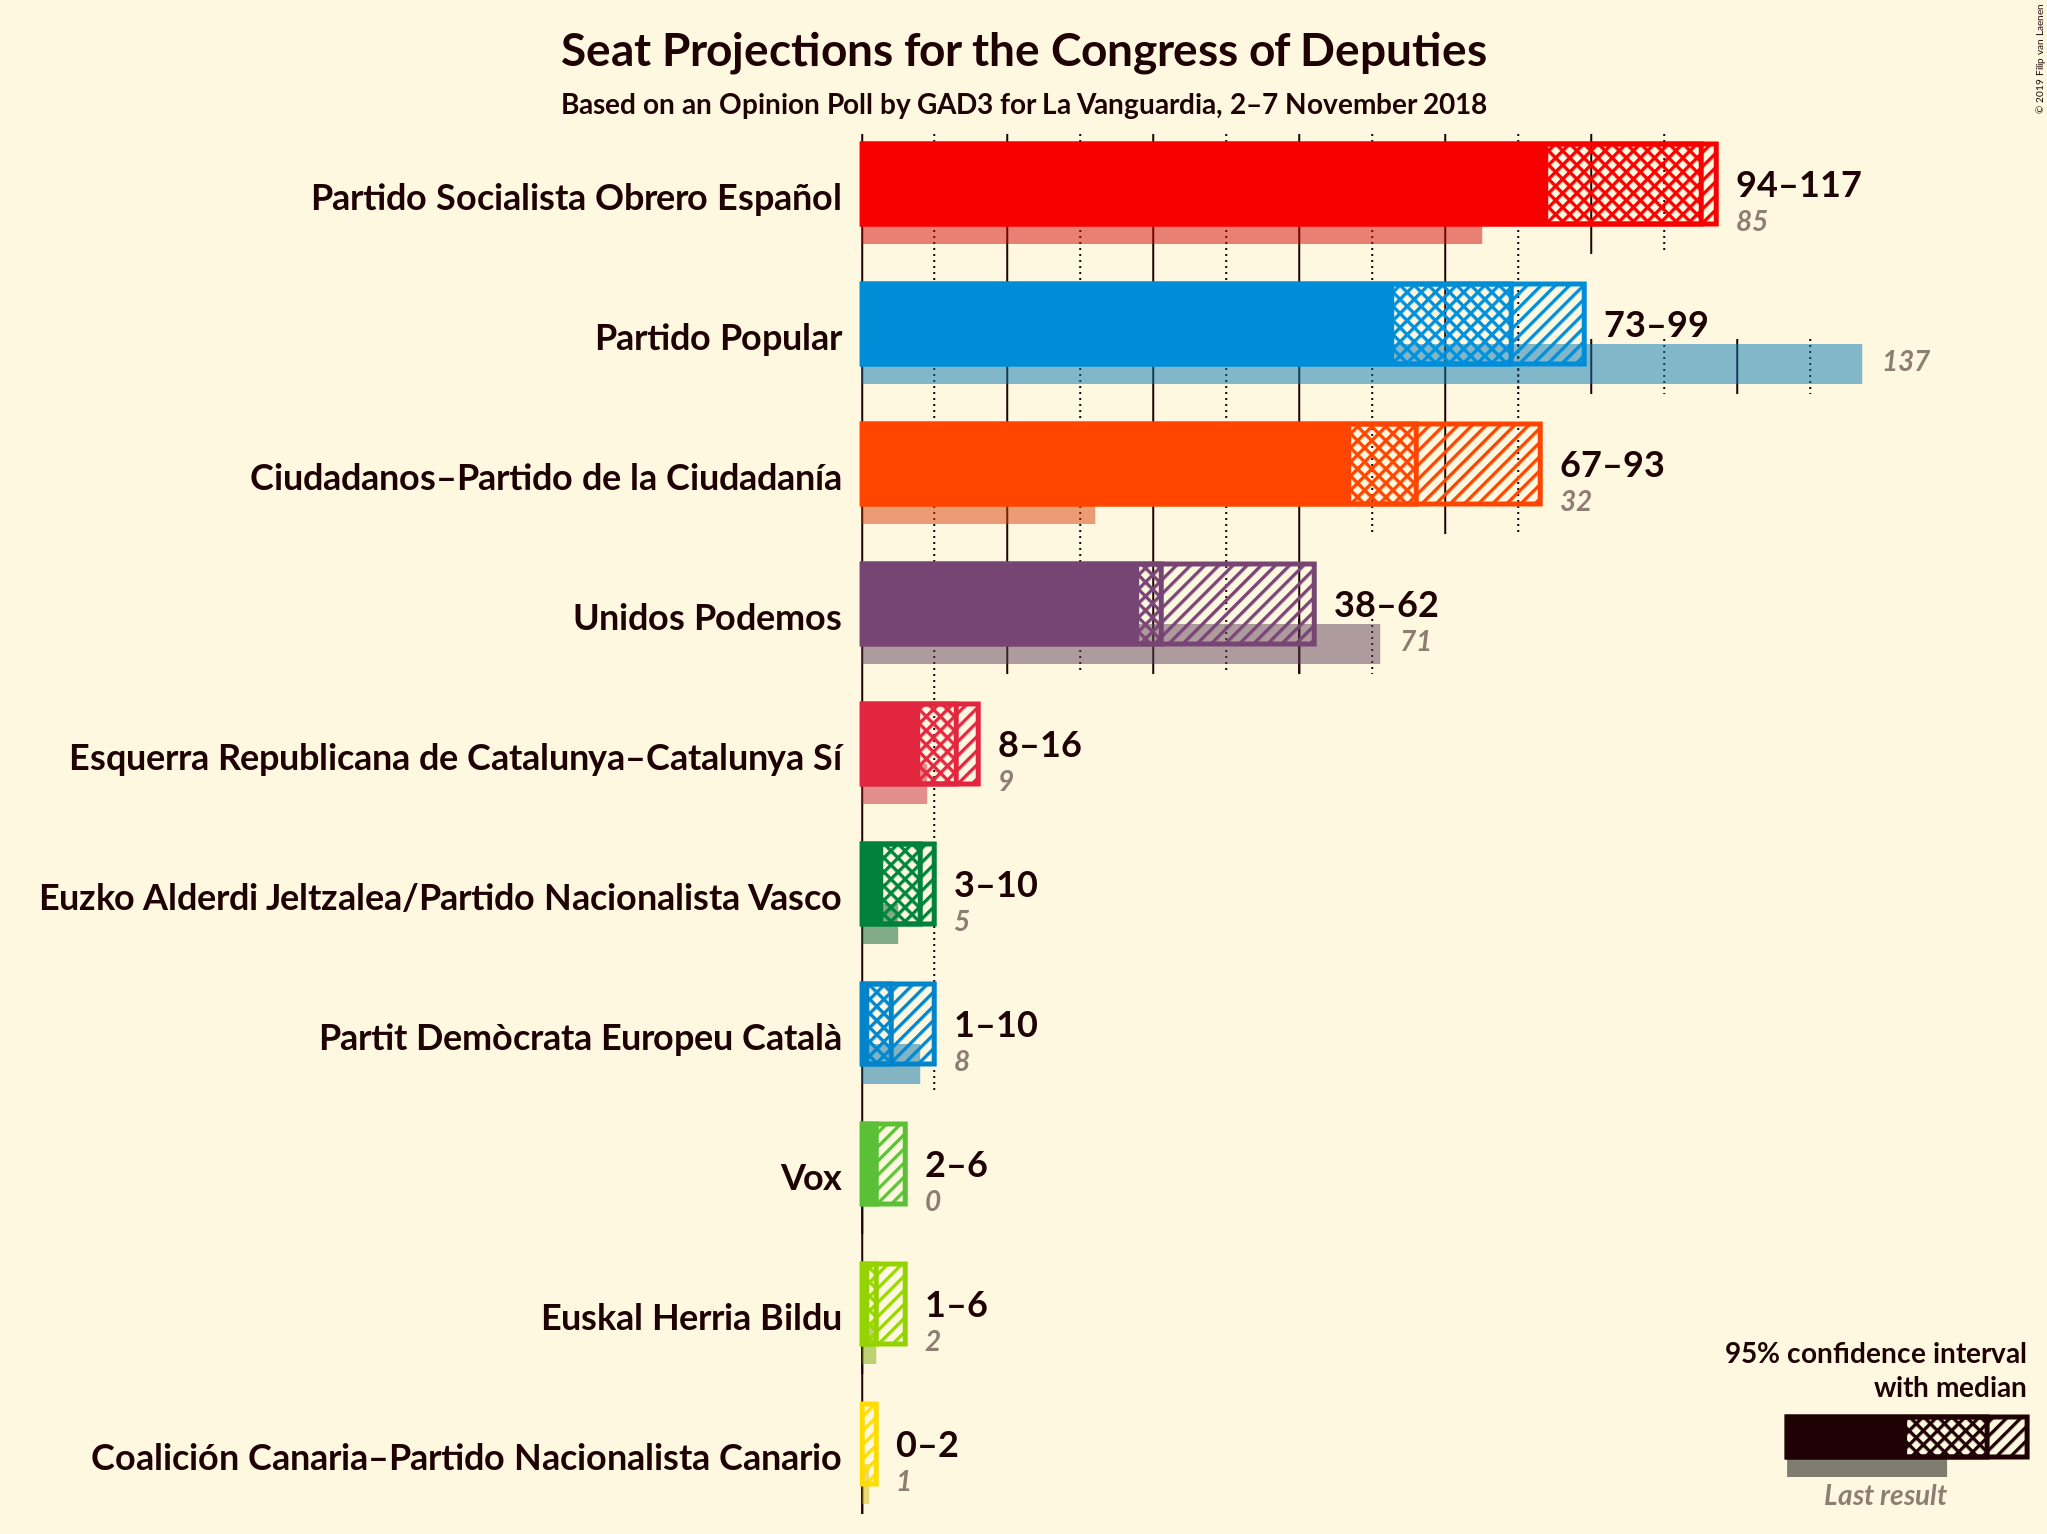 Seat Projections for the Congress of Deputies
Based on an Opinion Poll by GAD3 for La Vanguardia, 2–7 November 2018
© 2019 Filip van Laenen
Partido Socialista Obrero Español
94–117
85
Partido Popular
73–99
137
Ciudadanos–Partido de la Ciudadanía
67–93
32
Unidos Podemos
38–62
71
Esquerra Republicana de Catalunya–Catalunya Sí
8–16
9
Euzko Alderdi Jeltzalea/Partido Nacionalista Vasco
3–10
5
Partit Demòcrata Europeu Català
1–10
8
Vox
2–6
0
Euskal Herria Bildu
1–6
2
Coalición Canaria–Partido Nacionalista Canario
0–2
1
95% confidence interval
with median
Last result